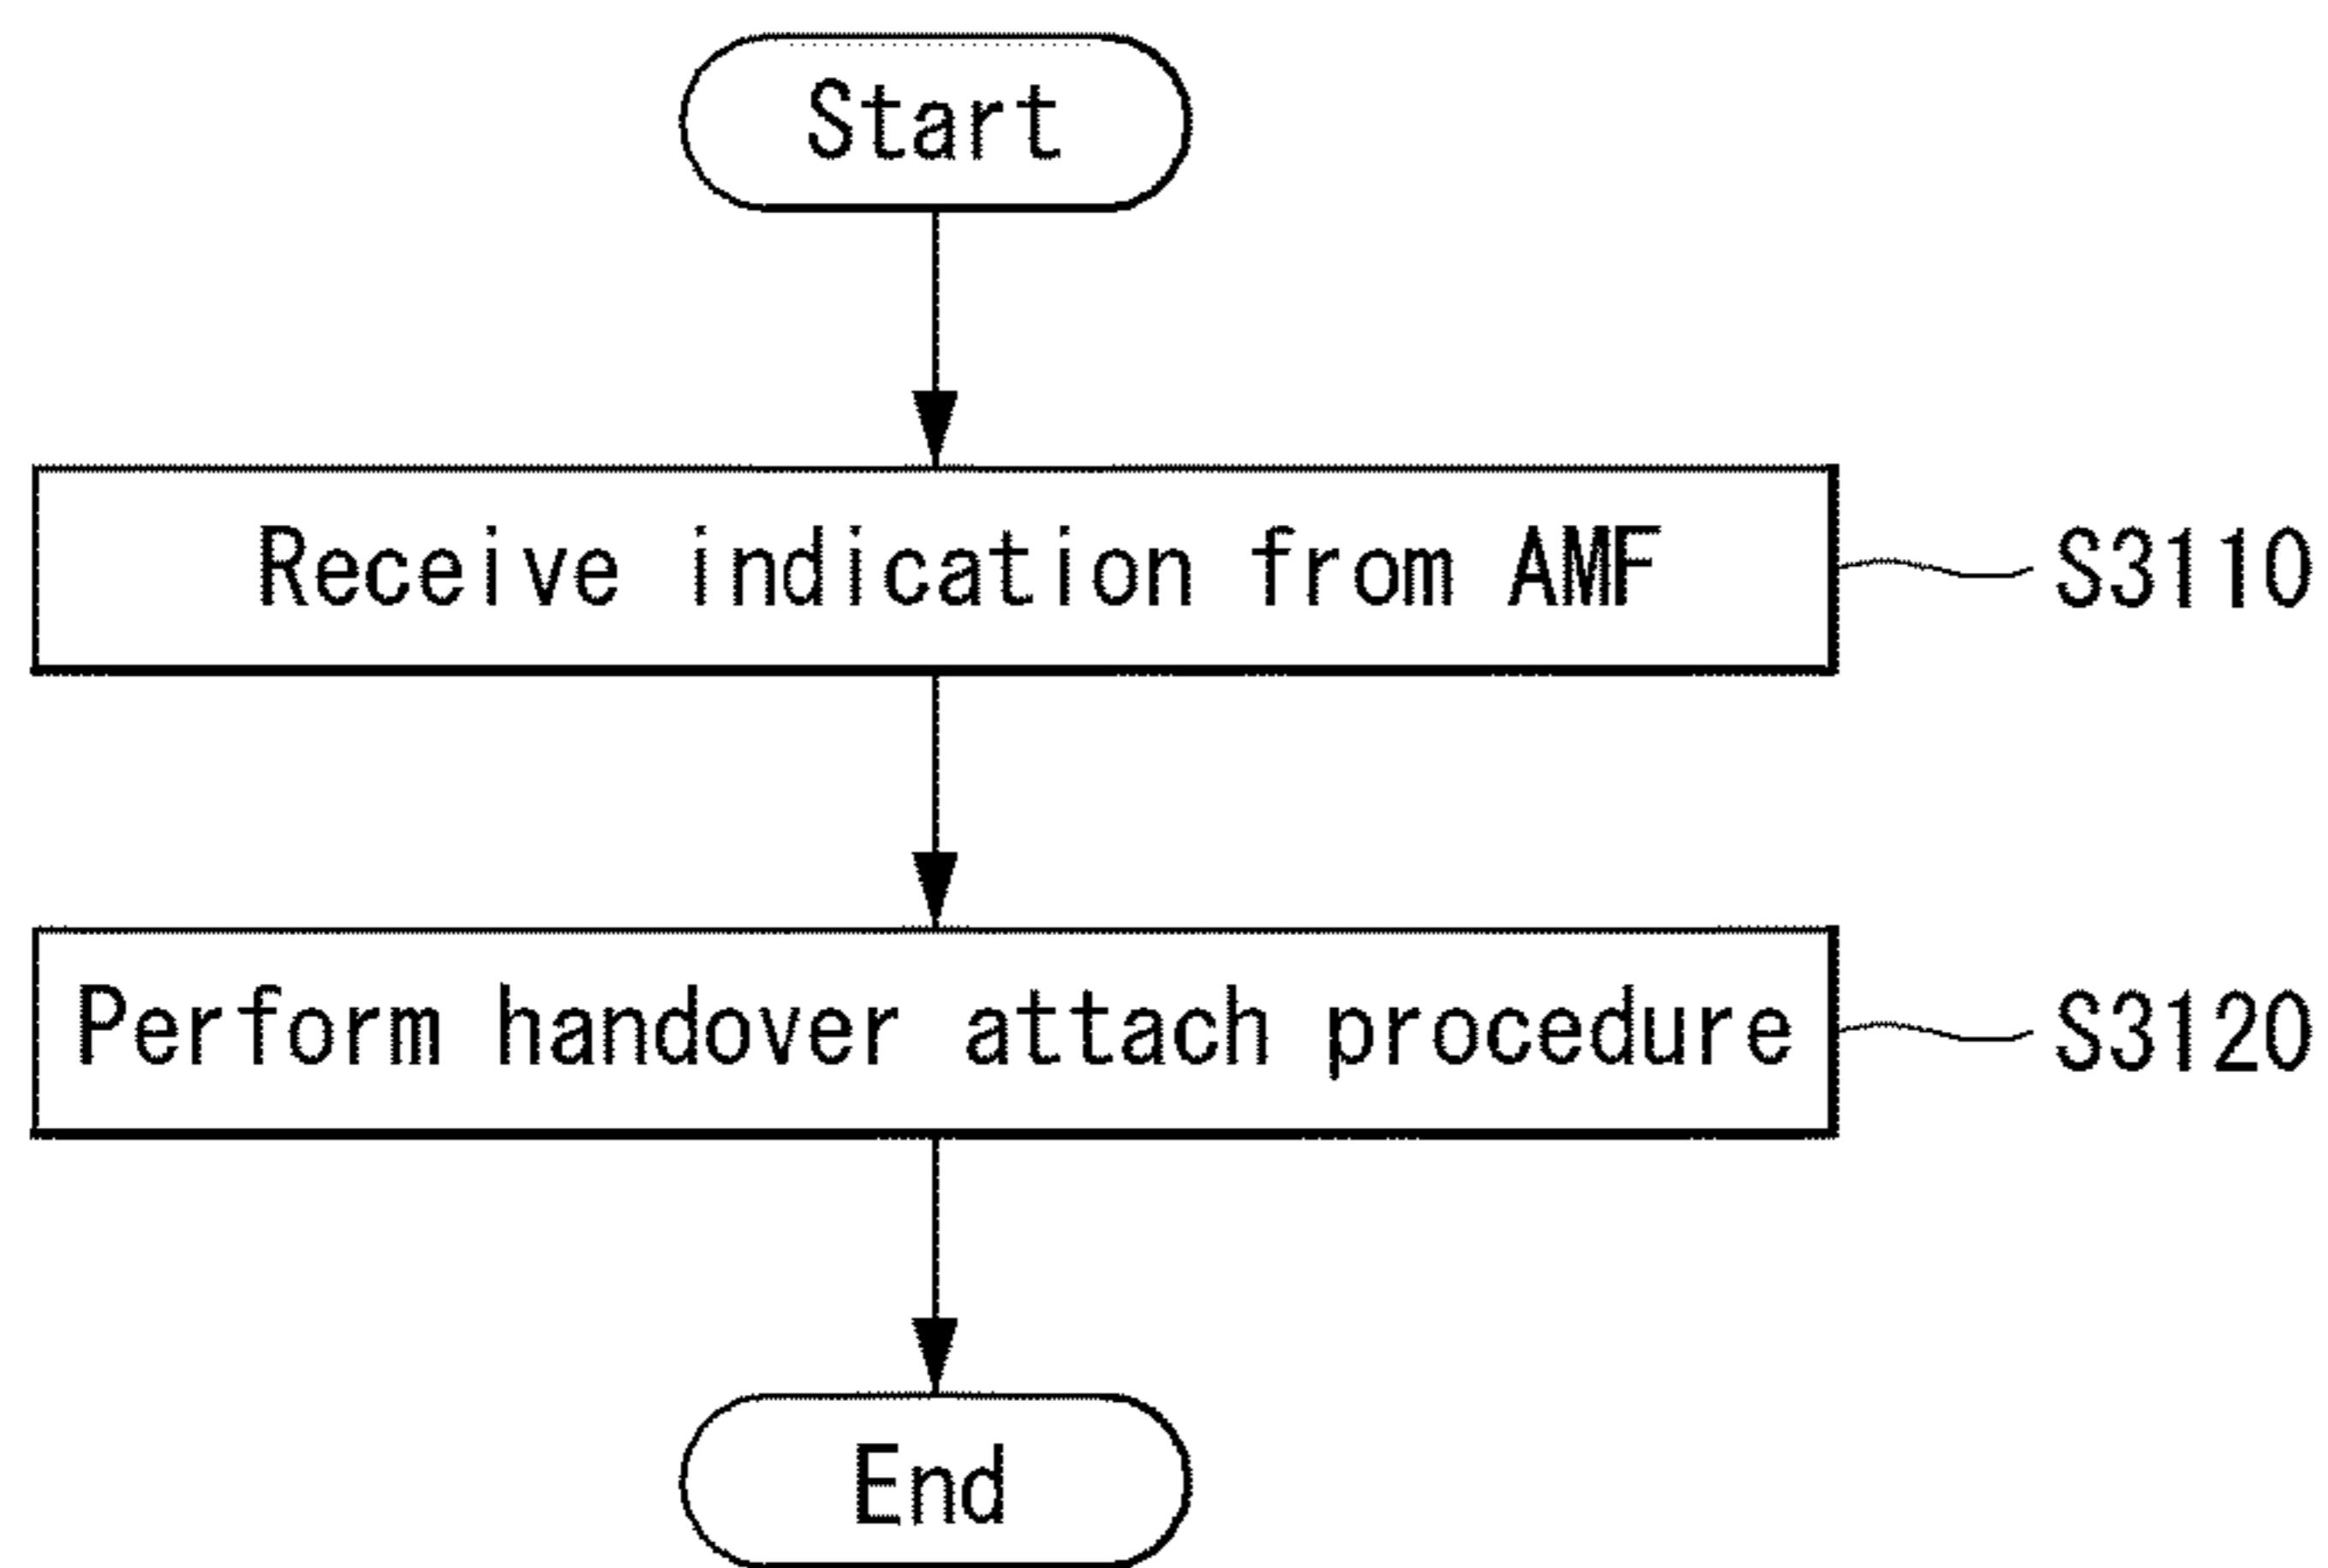 Start
Receive indication from AMF
S3110
Perform handover attach procedure
S3120
End